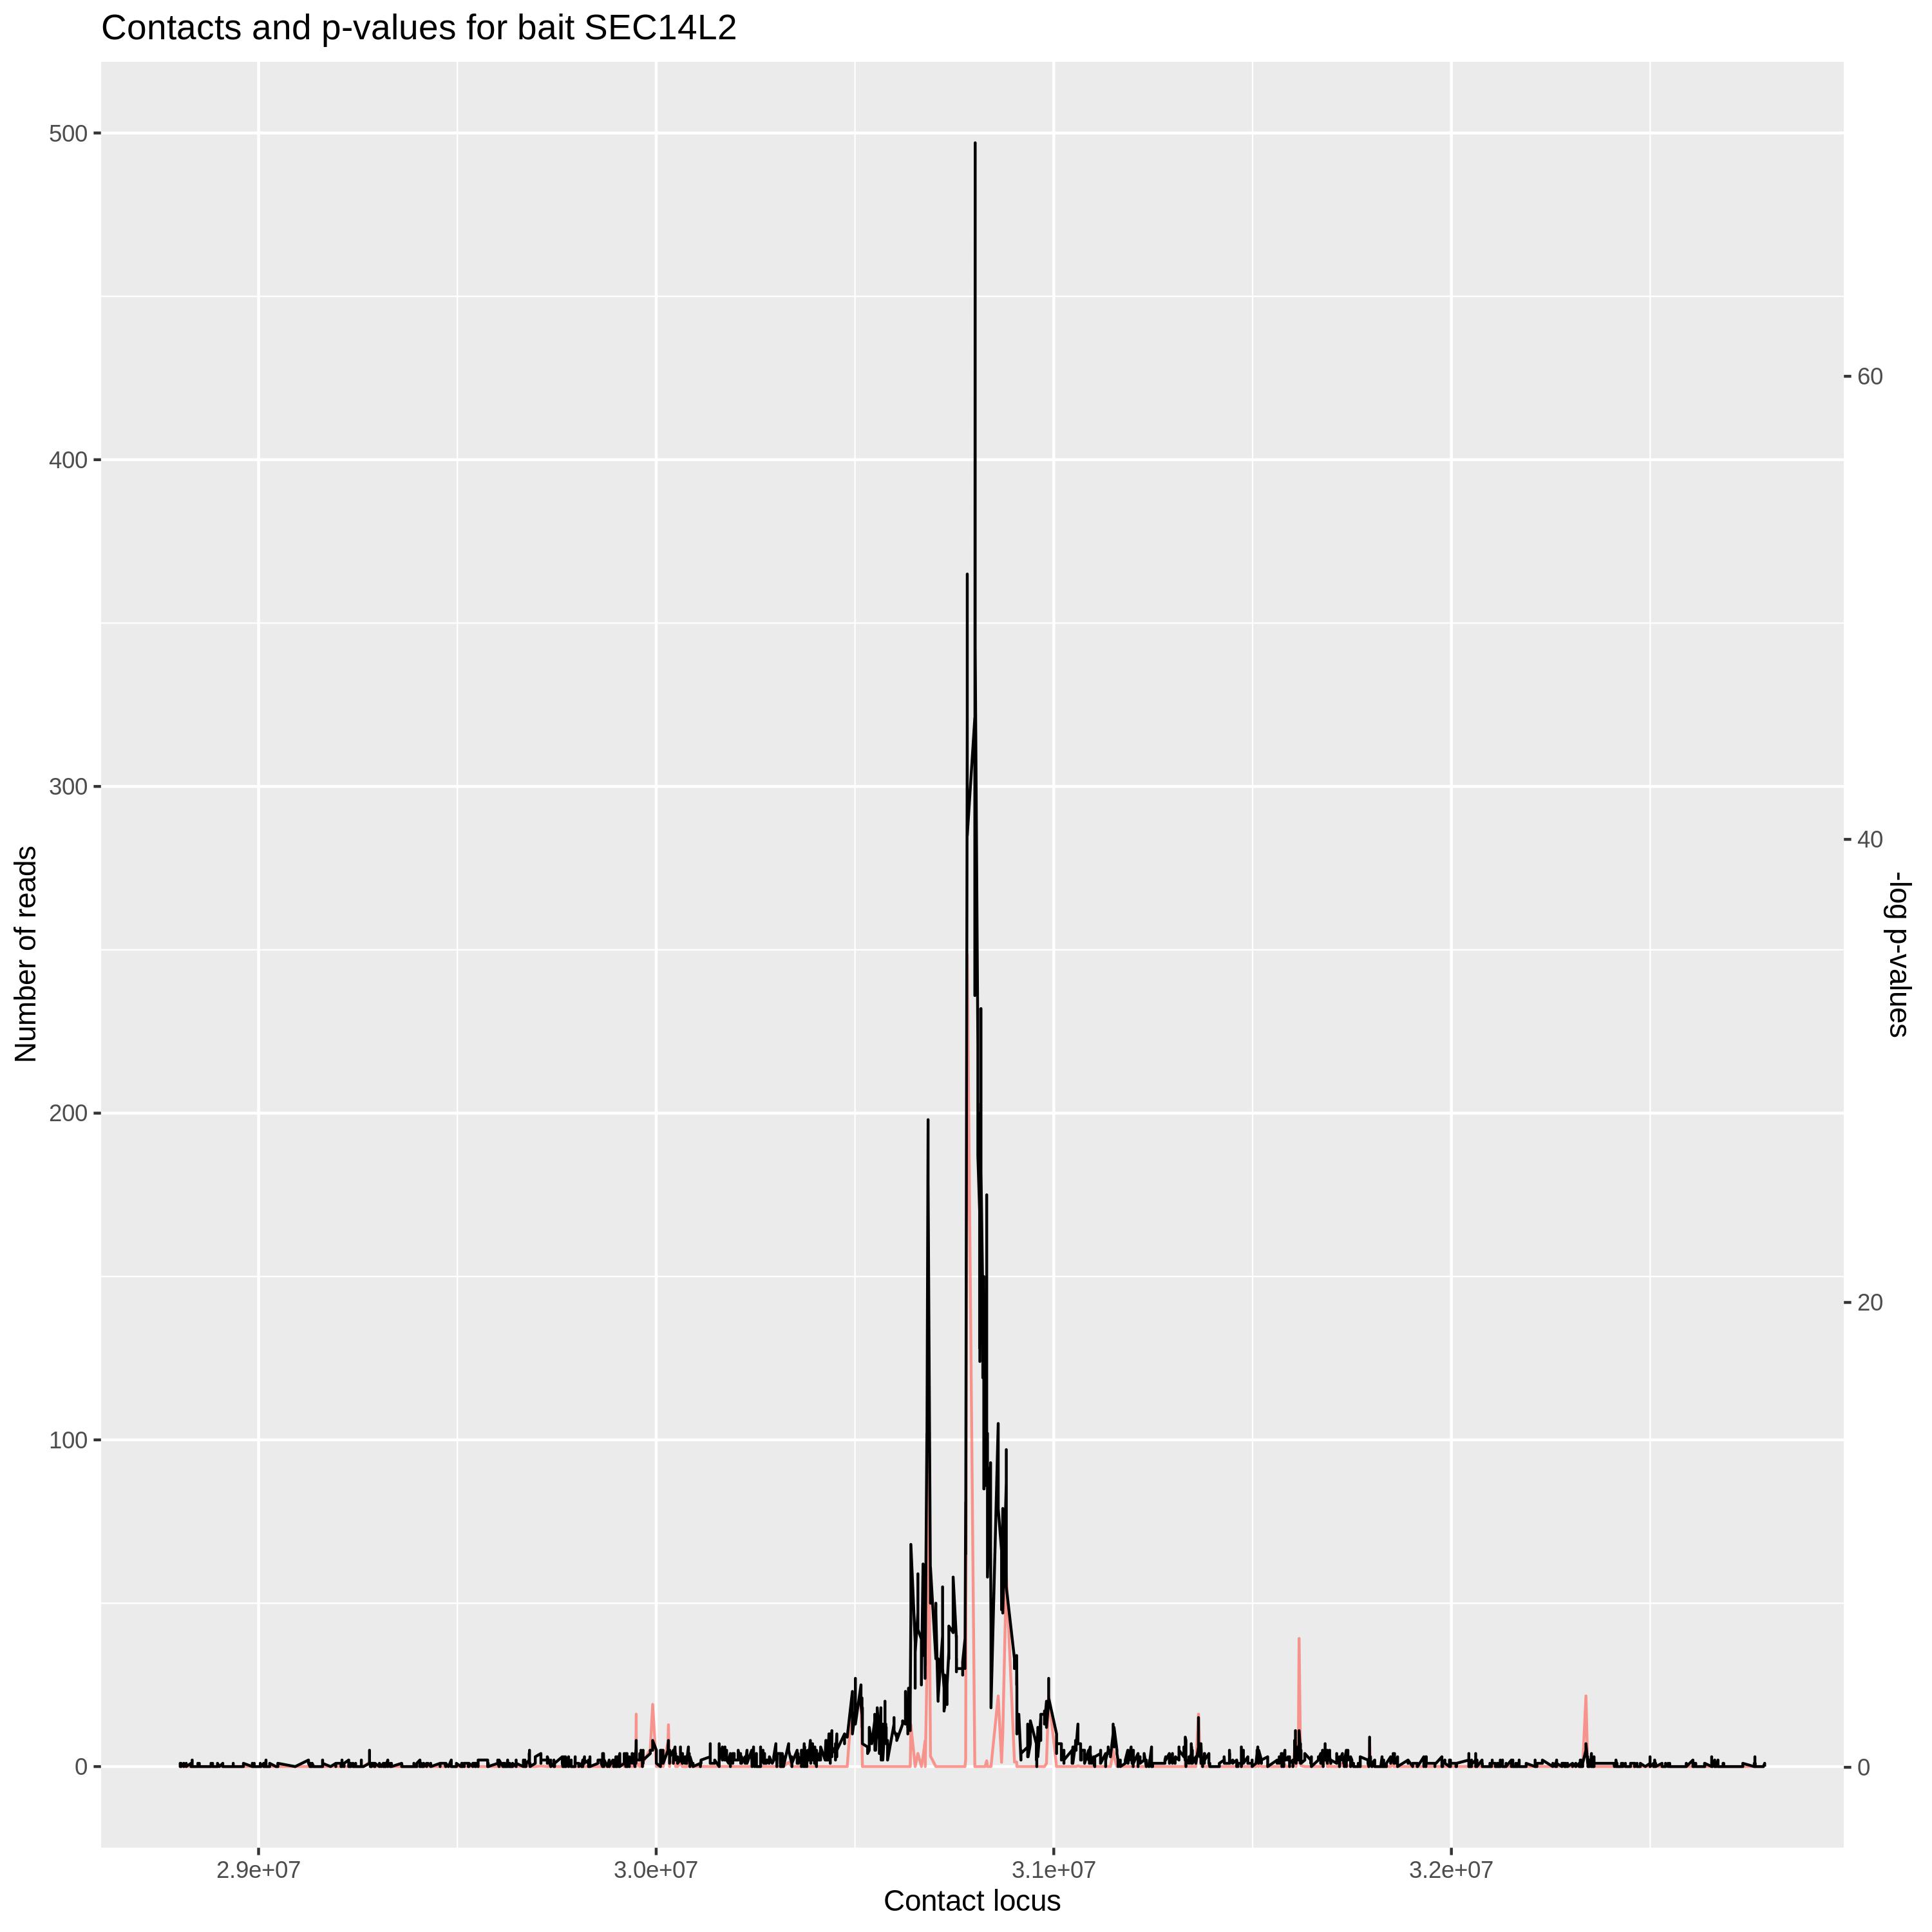 Contacts and p-values for bait SEC14L2
500
400
300
200
100
0
Number of reads
60
40
20
0
-log p-values
2.9e+07
3.0e+07
3.1e+07
3.2e+07
Contact locus